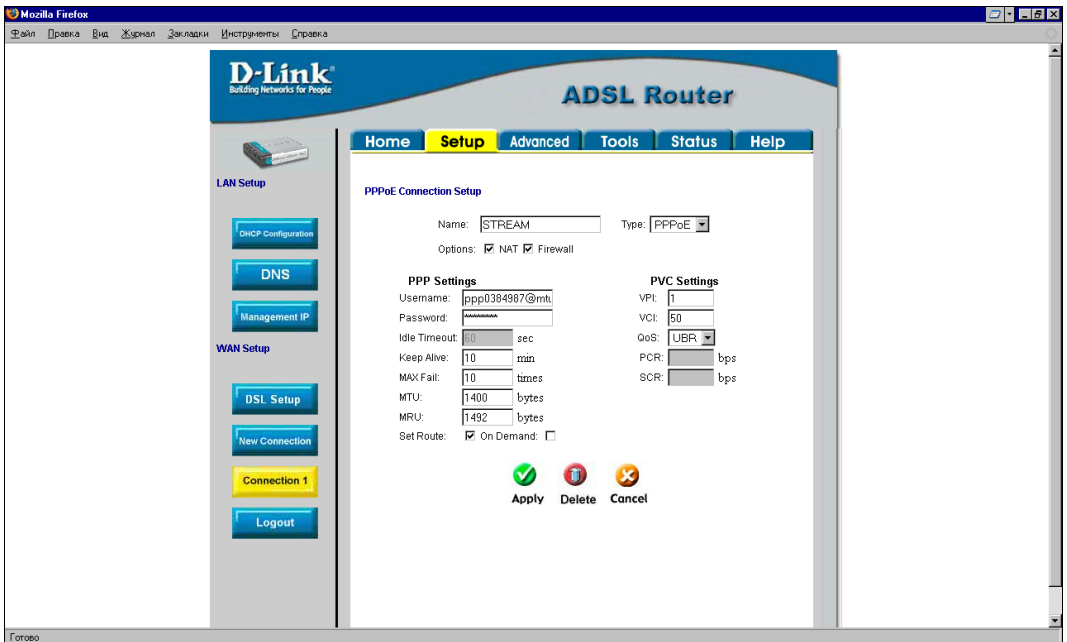 Mozilla Firefox
Файл Правка Вид Журнал Закладки Инструменты Справка
D-Link
Building Networks for People
ADSL Router
Home Setup Advanced Tools Status Help
LAN Setup
DHCP Configuration
DNS
Management IP
WAN Setup
DSL Setup
New Connection
Connection 1
Logout
PPPoE Connection Setup
Name: STREAM Type: PPPoE
Options: NAT Firewall
PPP Settings PVC Settings
Username: ppp0384987@mtu VPI: 1
Password: ********* VCI: 50
Idle Timeout: 60 sec QoS: UBR
Keep Alive: 10 min PCR: bps
MAX Fail: 10 times SCR: bps
MTU: 1400 bytes
MRU: 1492 bytes
Set Route: On Demand:
Apply Delete Cancel
Готово